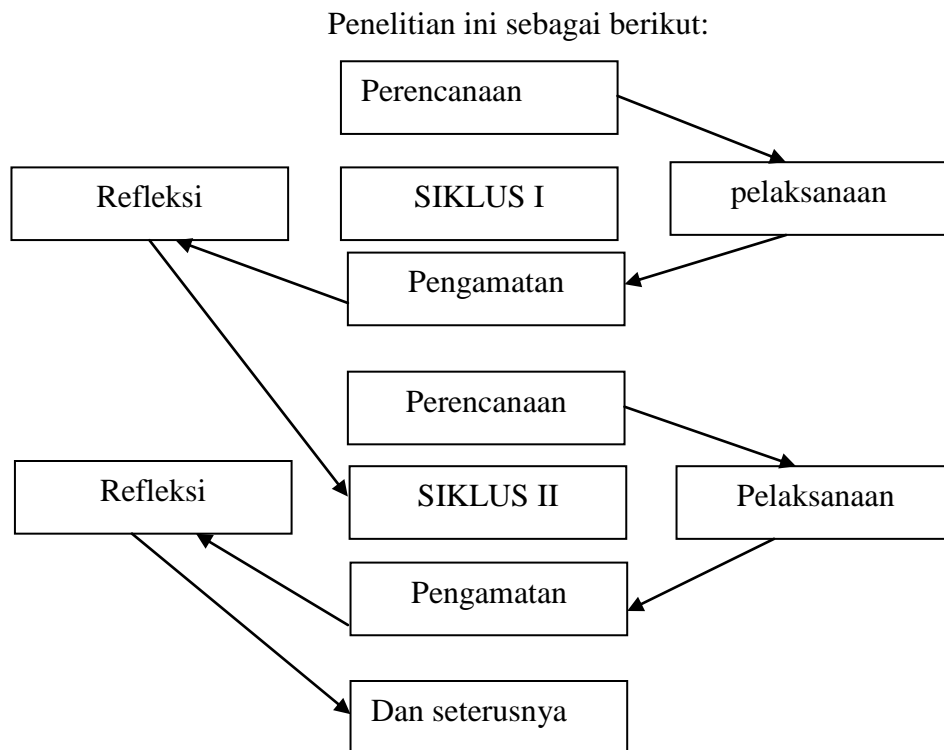 Penelitian ini sebagai berikut:
Perencanaan
Refleksi
SIKLUS I
pelaksanaan
Pengamatan
Perencanaan
Refleksi
SIKLUS II
Pelaksanaan
Pengamatan
Dan seterusnya